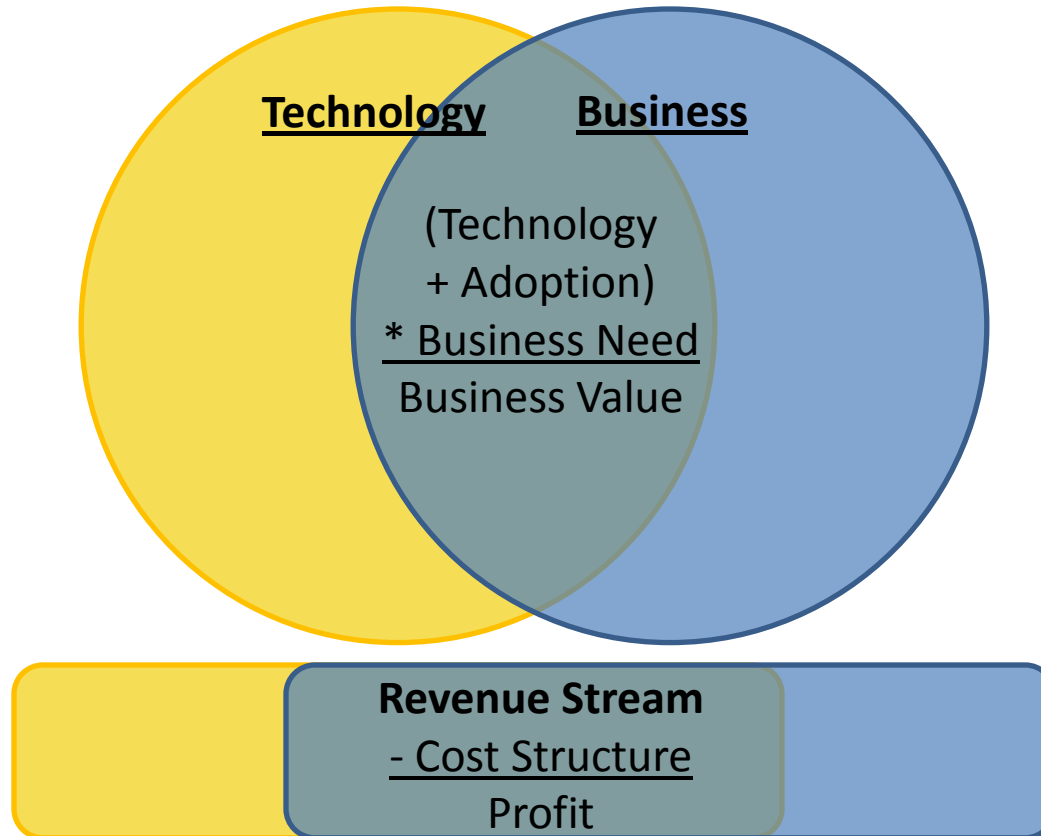 Technology Business
(Technology
+ Adoption)
* Business Need
Business Value
Revenue Stream
- Cost Structure
Profit